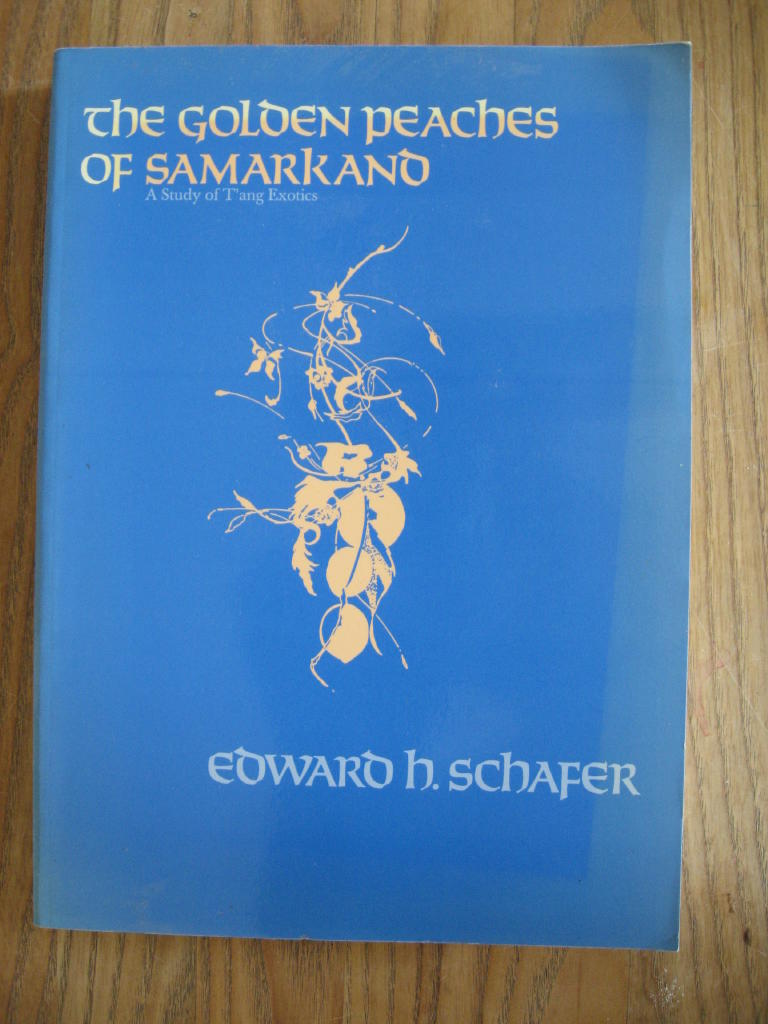 The Golden Peaches
of Samarkand
A Study of T'ang Exotics
Edward H. Schafer